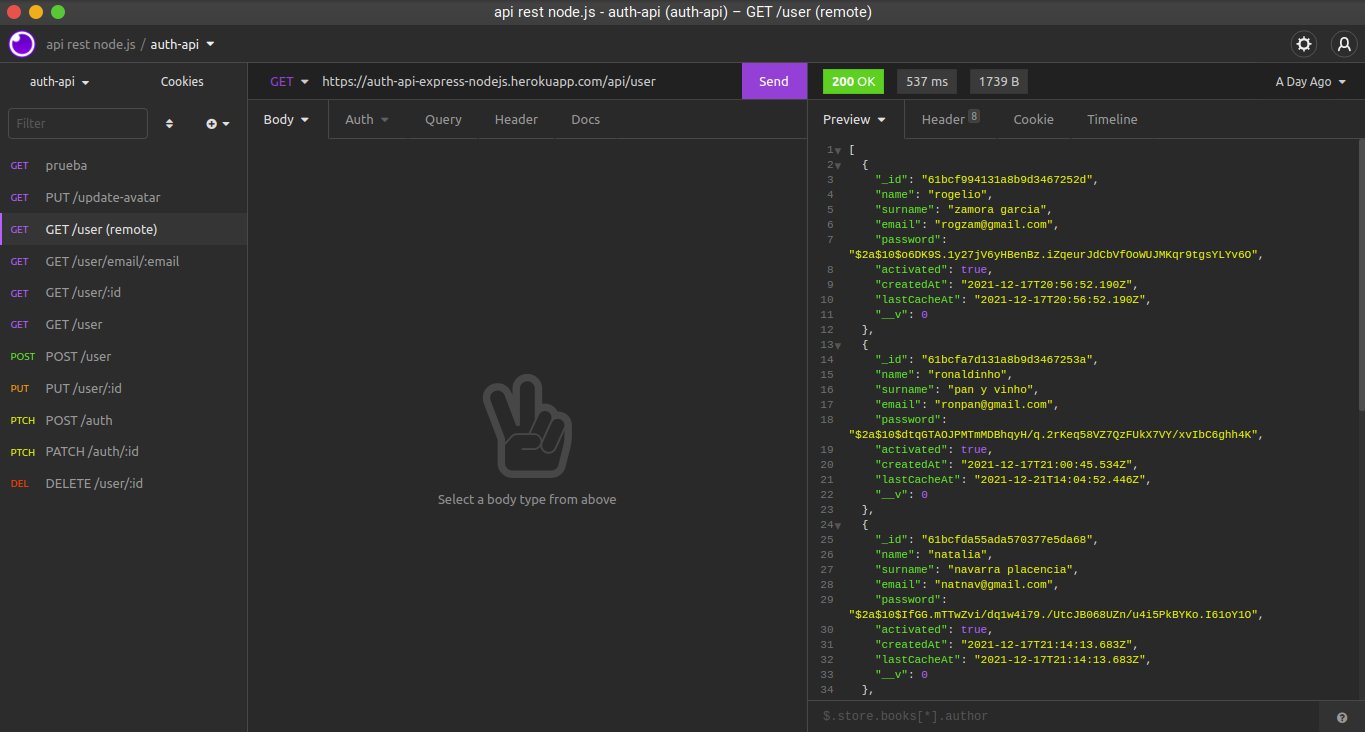 api rest node.js - auth-api (auth-api) – GET /user (remote)
api rest node.js / auth-api
auth-api Cookies
Filter
GET prueba
GET PUT /update-avatar
GET GET /user (remote)
GET GET /user/email/:email
GET GET /user/:id
GET GET /user
POST POST /user
PUT PUT /user/:id
PTCH POST /auth
PTCH PATCH /auth/:id
DEL DELETE /user/:id
GET https://auth-api-express-nodejs.herokuapp.com/api/user Send
Body Auth Query Header Docs
Select a body type from above
200 OK 537 ms 1739 B A Day Ago
Preview Header 8 Cookie Timeline
1 [
2 {
3 "_id": "61bcf994131a8b9d3467252d",
4 "name": "rogelio",
5 "surname": "zamora garcia",
6 "email": "rogzam@gmail.com",
7 "password":
"$2a$10$o6DK9S.1y27jV6yHBenBz.iZqeurJdCbVfOoWUJMKqr9tgsYLYv6O",
8 "activated": true,
9 "createdAt": "2021-12-17T20:56:52.190Z",
10 "lastCacheAt": "2021-12-17T20:56:52.190Z",
11 "__v": 0
12 },
13 {
14 "_id": "61bcfa7d131a8b9d3467253a",
15 "name": "ronaldinho",
16 "surname": "pan y vinho",
17 "email": "ronpan@gmail.com",
18 "password":
"$2a$10$dtqGTAOJPMTmMDBhqyH/q.2rKeq58VZ7QzFUkX7VY/xvIbC6ghh4K",
19 "activated": true,
20 "createdAt": "2021-12-17T21:00:45.534Z",
21 "lastCacheAt": "2021-12-21T14:04:52.446Z",
22 "__v": 0
23 },
24 {
25 "_id": "61bcfda55ada570377e5da68",
26 "name": "natalia",
27 "surname": "navarra placencia",
28 "email": "natnav@gmail.com",
29 "password":
"$2a$10$IfGG.mTTwZvi/dq1w4i79./UtcJB068UZn/u4i5PkBYKo.I61oY1O",
30 "activated": true,
31 "createdAt": "2021-12-17T21:14:13.683Z",
32 "lastCacheAt": "2021-12-17T21:14:13.683Z",
33 "__v": 0
34 },
$.store.books[*].author